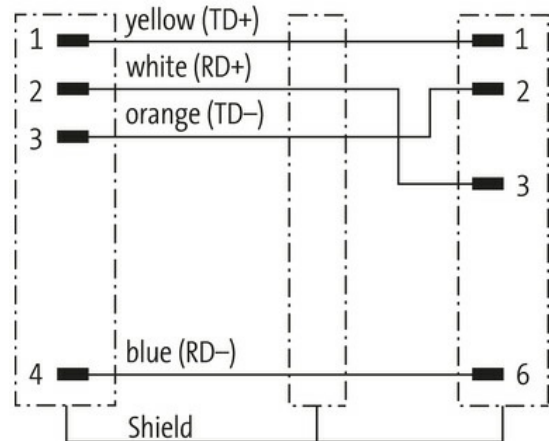 1 yellow (TD+) 1
2 white (RD+) 2
3 orange (TD–)
3
4 blue (RD–) 6
Shield